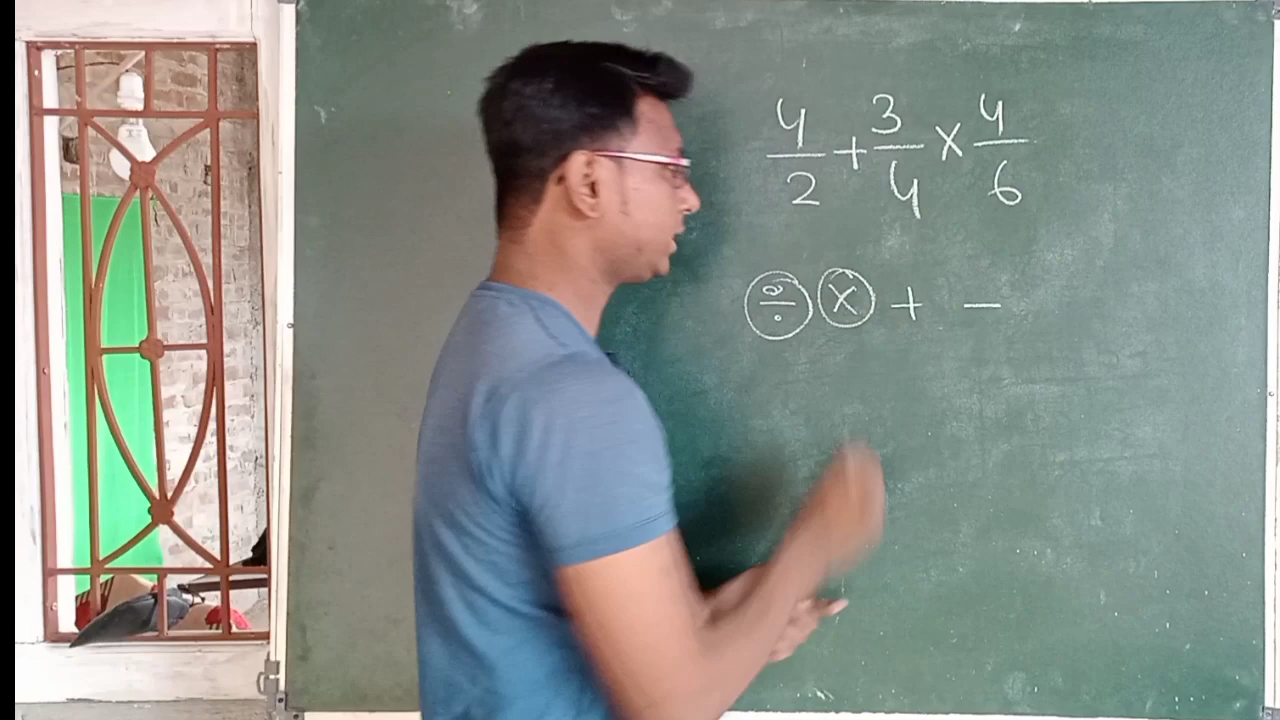 4/2 + 3/4 × 4/6
÷ × + −